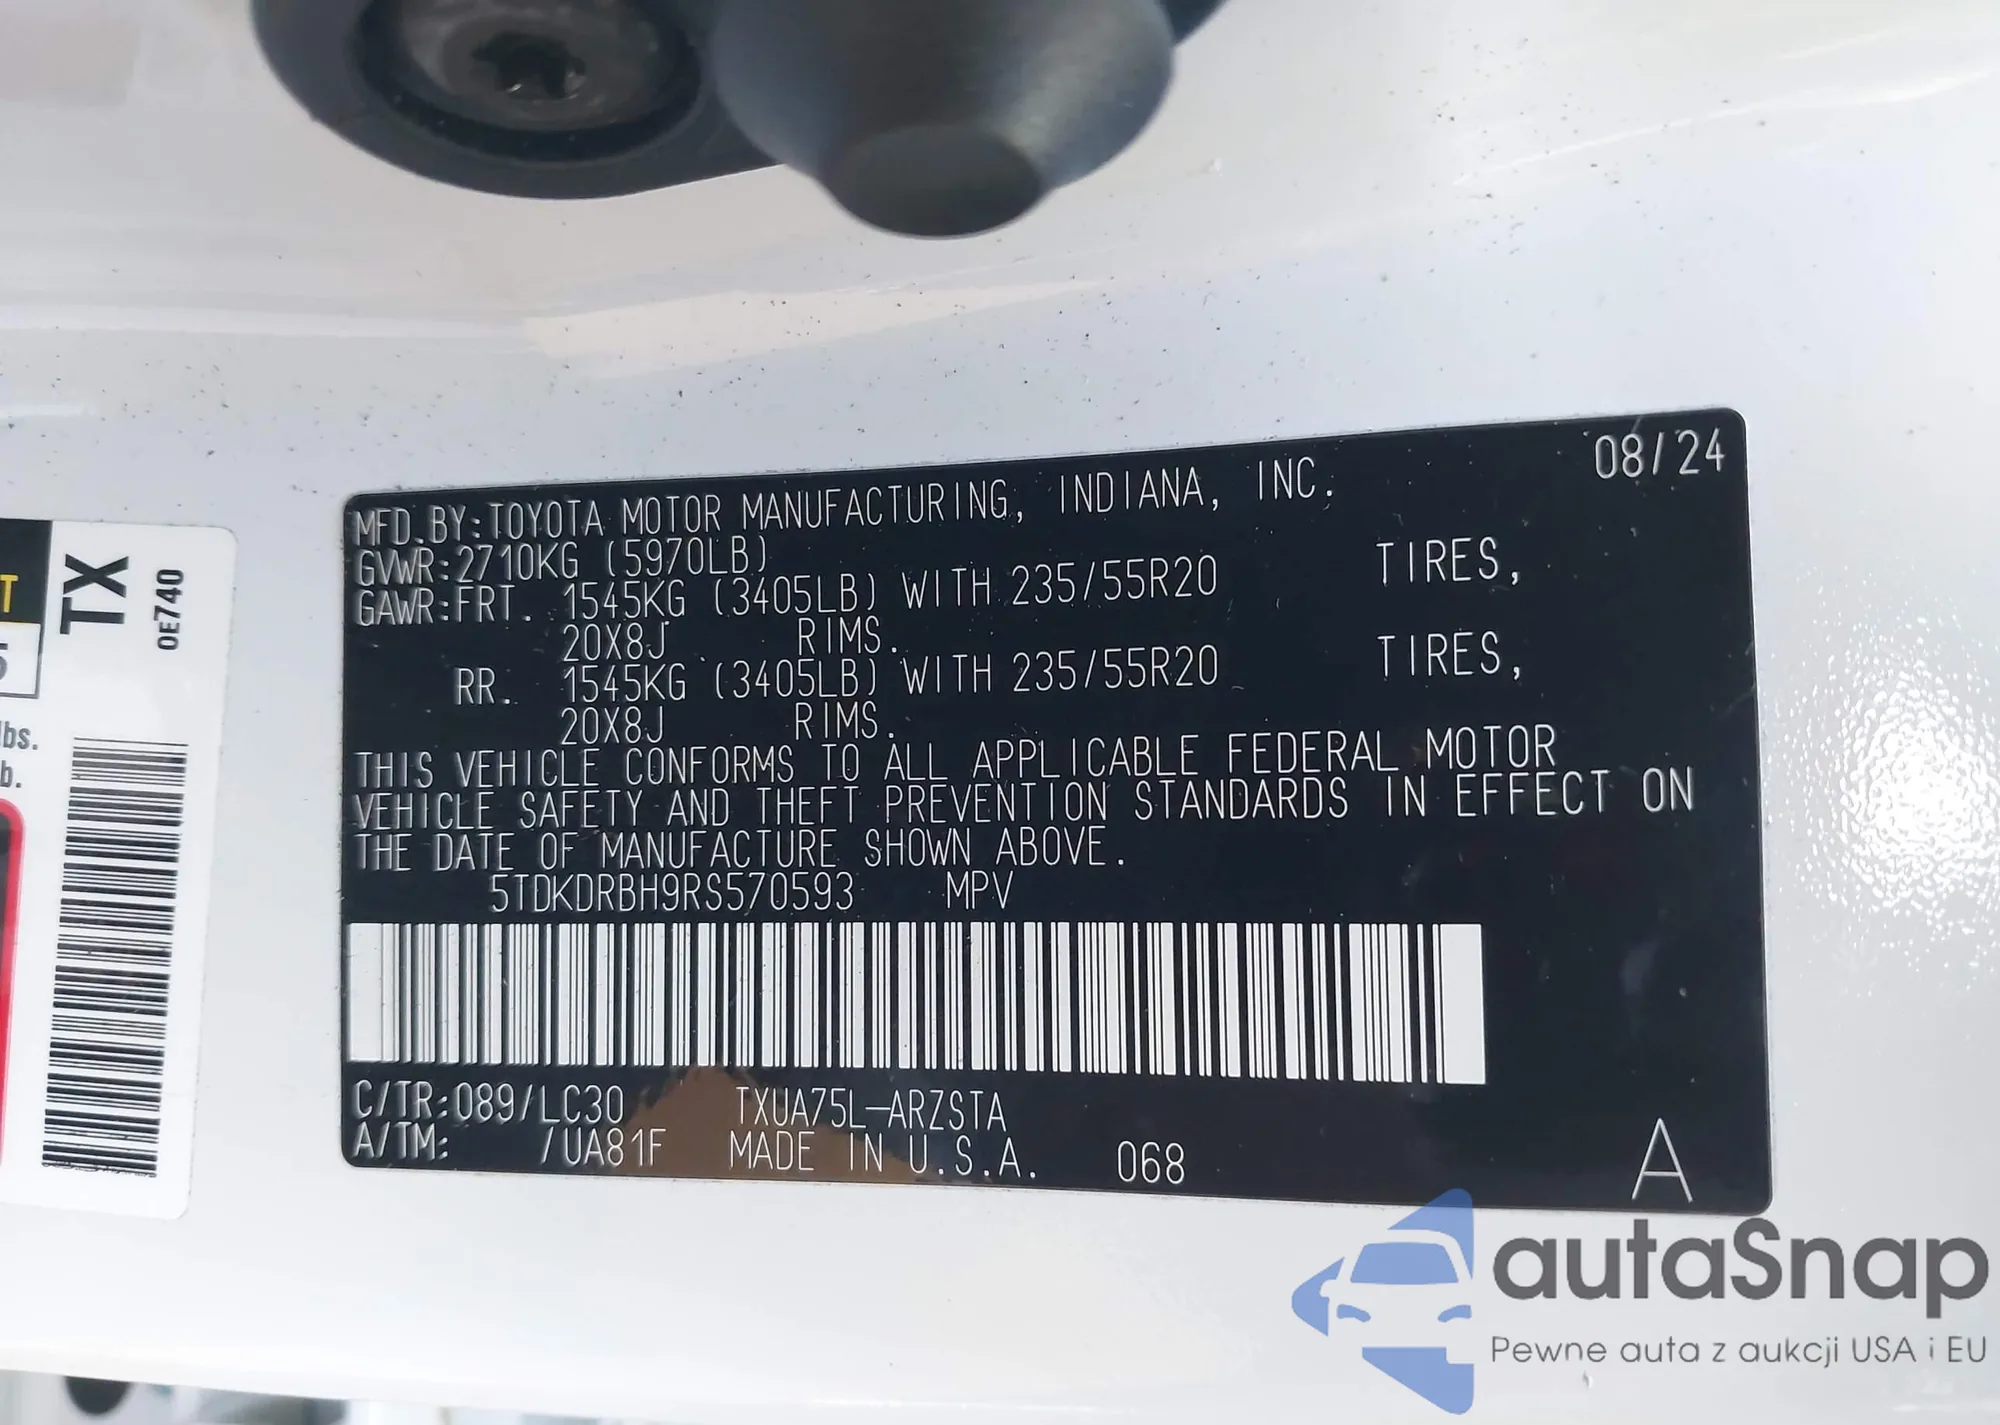 08/24
MFD.BY:TOYOTA MOTOR MANUFACTURING, INDIANA, INC.
GVWR:2710KG (5970LB)
GAWR:FRT. 1545KG (3405LB) WITH 235/55R20 TIRES,
20X8J RIMS.
RR. 1545KG (3405LB) WITH 235/55R20 TIRES,
20X8J RIMS.
THIS VEHICLE CONFORMS TO ALL APPLICABLE FEDERAL MOTOR
VEHICLE SAFETY AND THEFT PREVENTION STANDARDS IN EFFECT ON
THE DATE OF MANUFACTURE SHOWN ABOVE.
5TDKDRBH9RS570593 MPV
C/TR:089/LC30 TXUA75L-ARZSTA
A/TM: /UA81F MADE IN U.S.A. 068 A
T
5
lbs.
b.
TX
0E740
autaSnap
Pewne auta z aukcji USA i EU